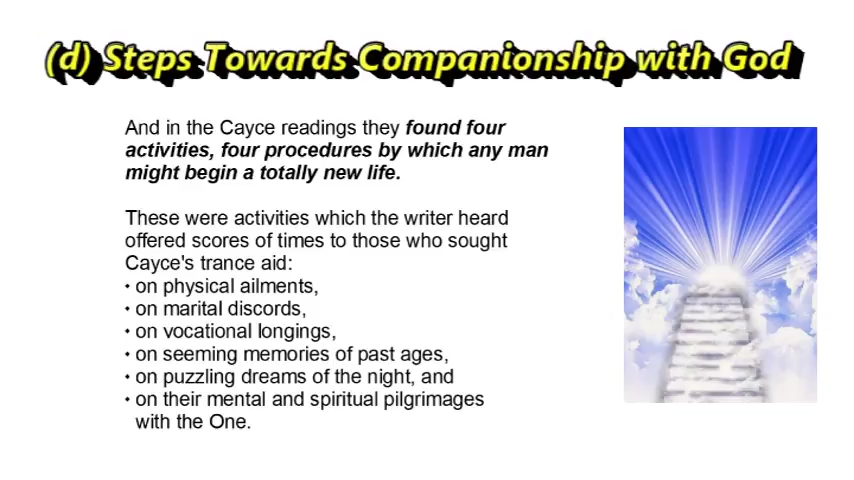 (d) Steps Towards Companionship with God
And in the Cayce readings they found four
activities, four procedures by which any man
might begin a totally new life.
These were activities which the writer heard
offered scores of times to those who sought
Cayce's trance aid:
• on physical ailments,
• on marital discords,
• on vocational longings,
• on seeming memories of past ages,
• on puzzling dreams of the night, and
• on their mental and spiritual pilgrimages
with the One.